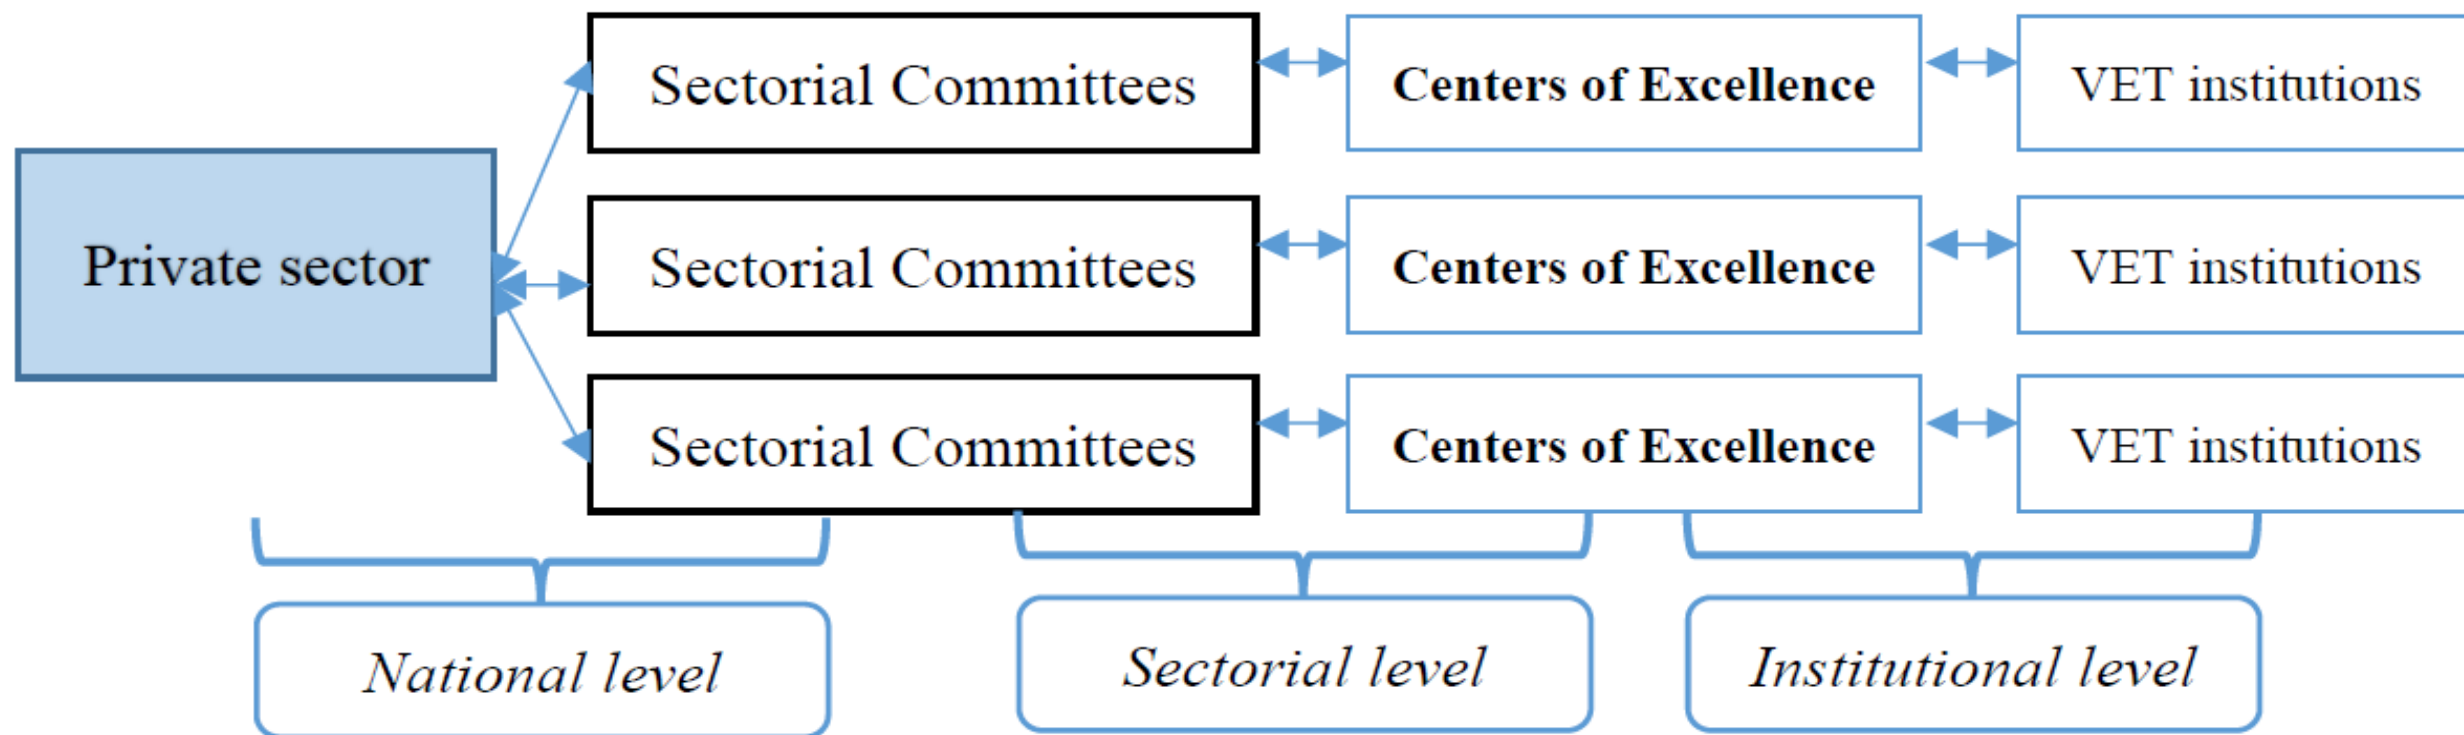 Sectorial Committees
Centers of Excellence
VET institutions
Private sector
Sectorial Committees
Centers of Excellence
VET institutions
Sectorial Committees
Centers of Excellence
VET institutions
National level
Sectorial level
Institutional level